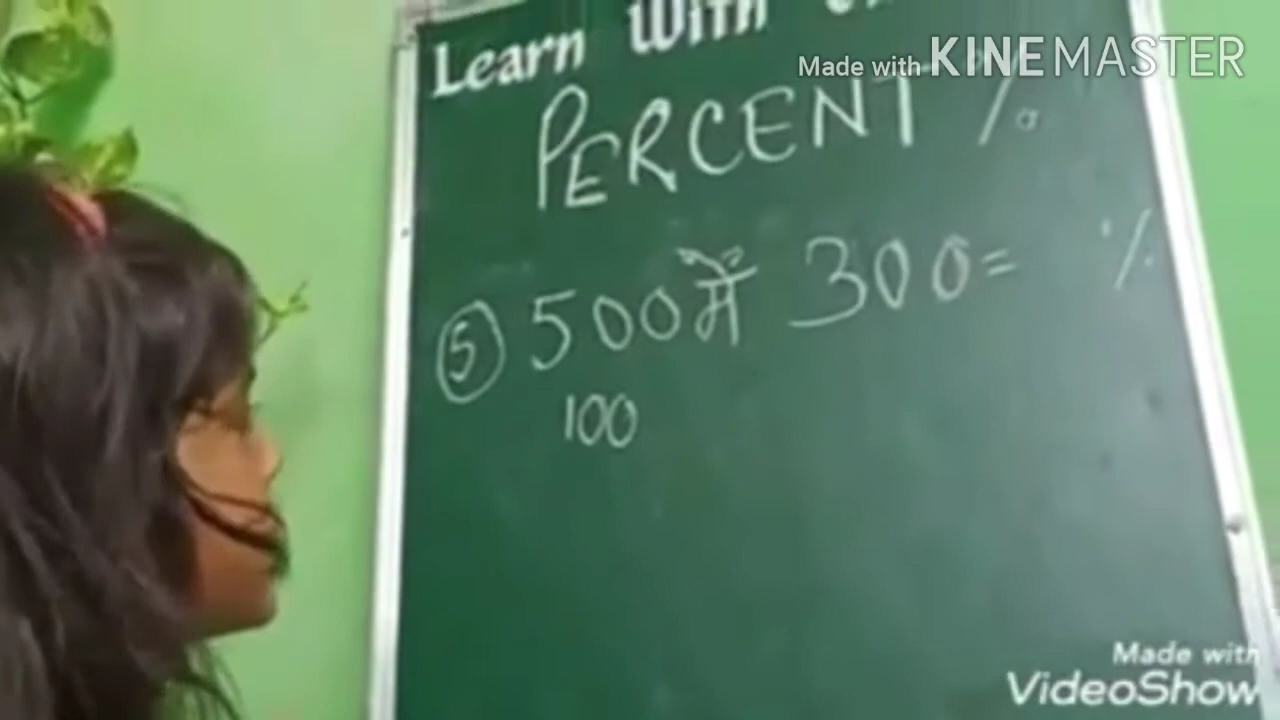 Learn With
Made with KINEMASTER
PERCENT %
⑤ 500 में 300 = %
100
Made with
VideoShow